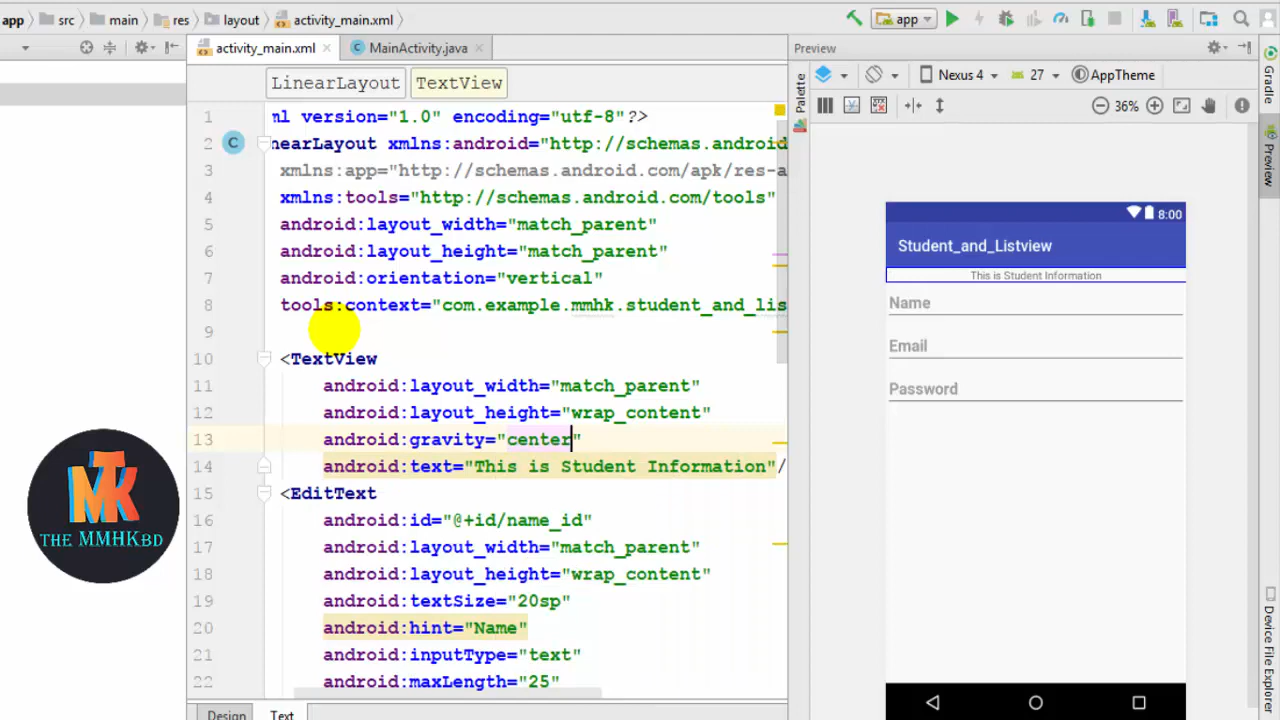 app src main res layout activity_main.xml app
activity_main.xml MainActivity.java Preview
LinearLayout TextView
Nexus 4 27 AppTheme
36%
Palette
Gradle
Preview
Device File Explorer
1 ml version="1.0" encoding="utf-8"?>
2 nearLayout xmlns:android="http://schemas.android
3 xmlns:app="http://schemas.android.com/apk/res-a
4 xmlns:tools="http://schemas.android.com/tools"
5 android:layout_width="match_parent"
6 android:layout_height="match_parent"
7 android:orientation="vertical"
8 tools:context="com.example.mmhk.student_and_lis
9
10 <TextView
11 android:layout_width="match_parent"
12 android:layout_height="wrap_content"
13 android:gravity="center"
14 android:text="This is Student Information"/
15 <EditText
16 android:id="@+id/name_id"
17 android:layout_width="match_parent"
18 android:layout_height="wrap_content"
19 android:textSize="20sp"
20 android:hint="Name"
21 android:inputType="text"
22 android:maxLength="25"
Design Text
8:00
Student_and_Listview
This is Student Information
Name
Email
Password
MTK
THE MMHKBD